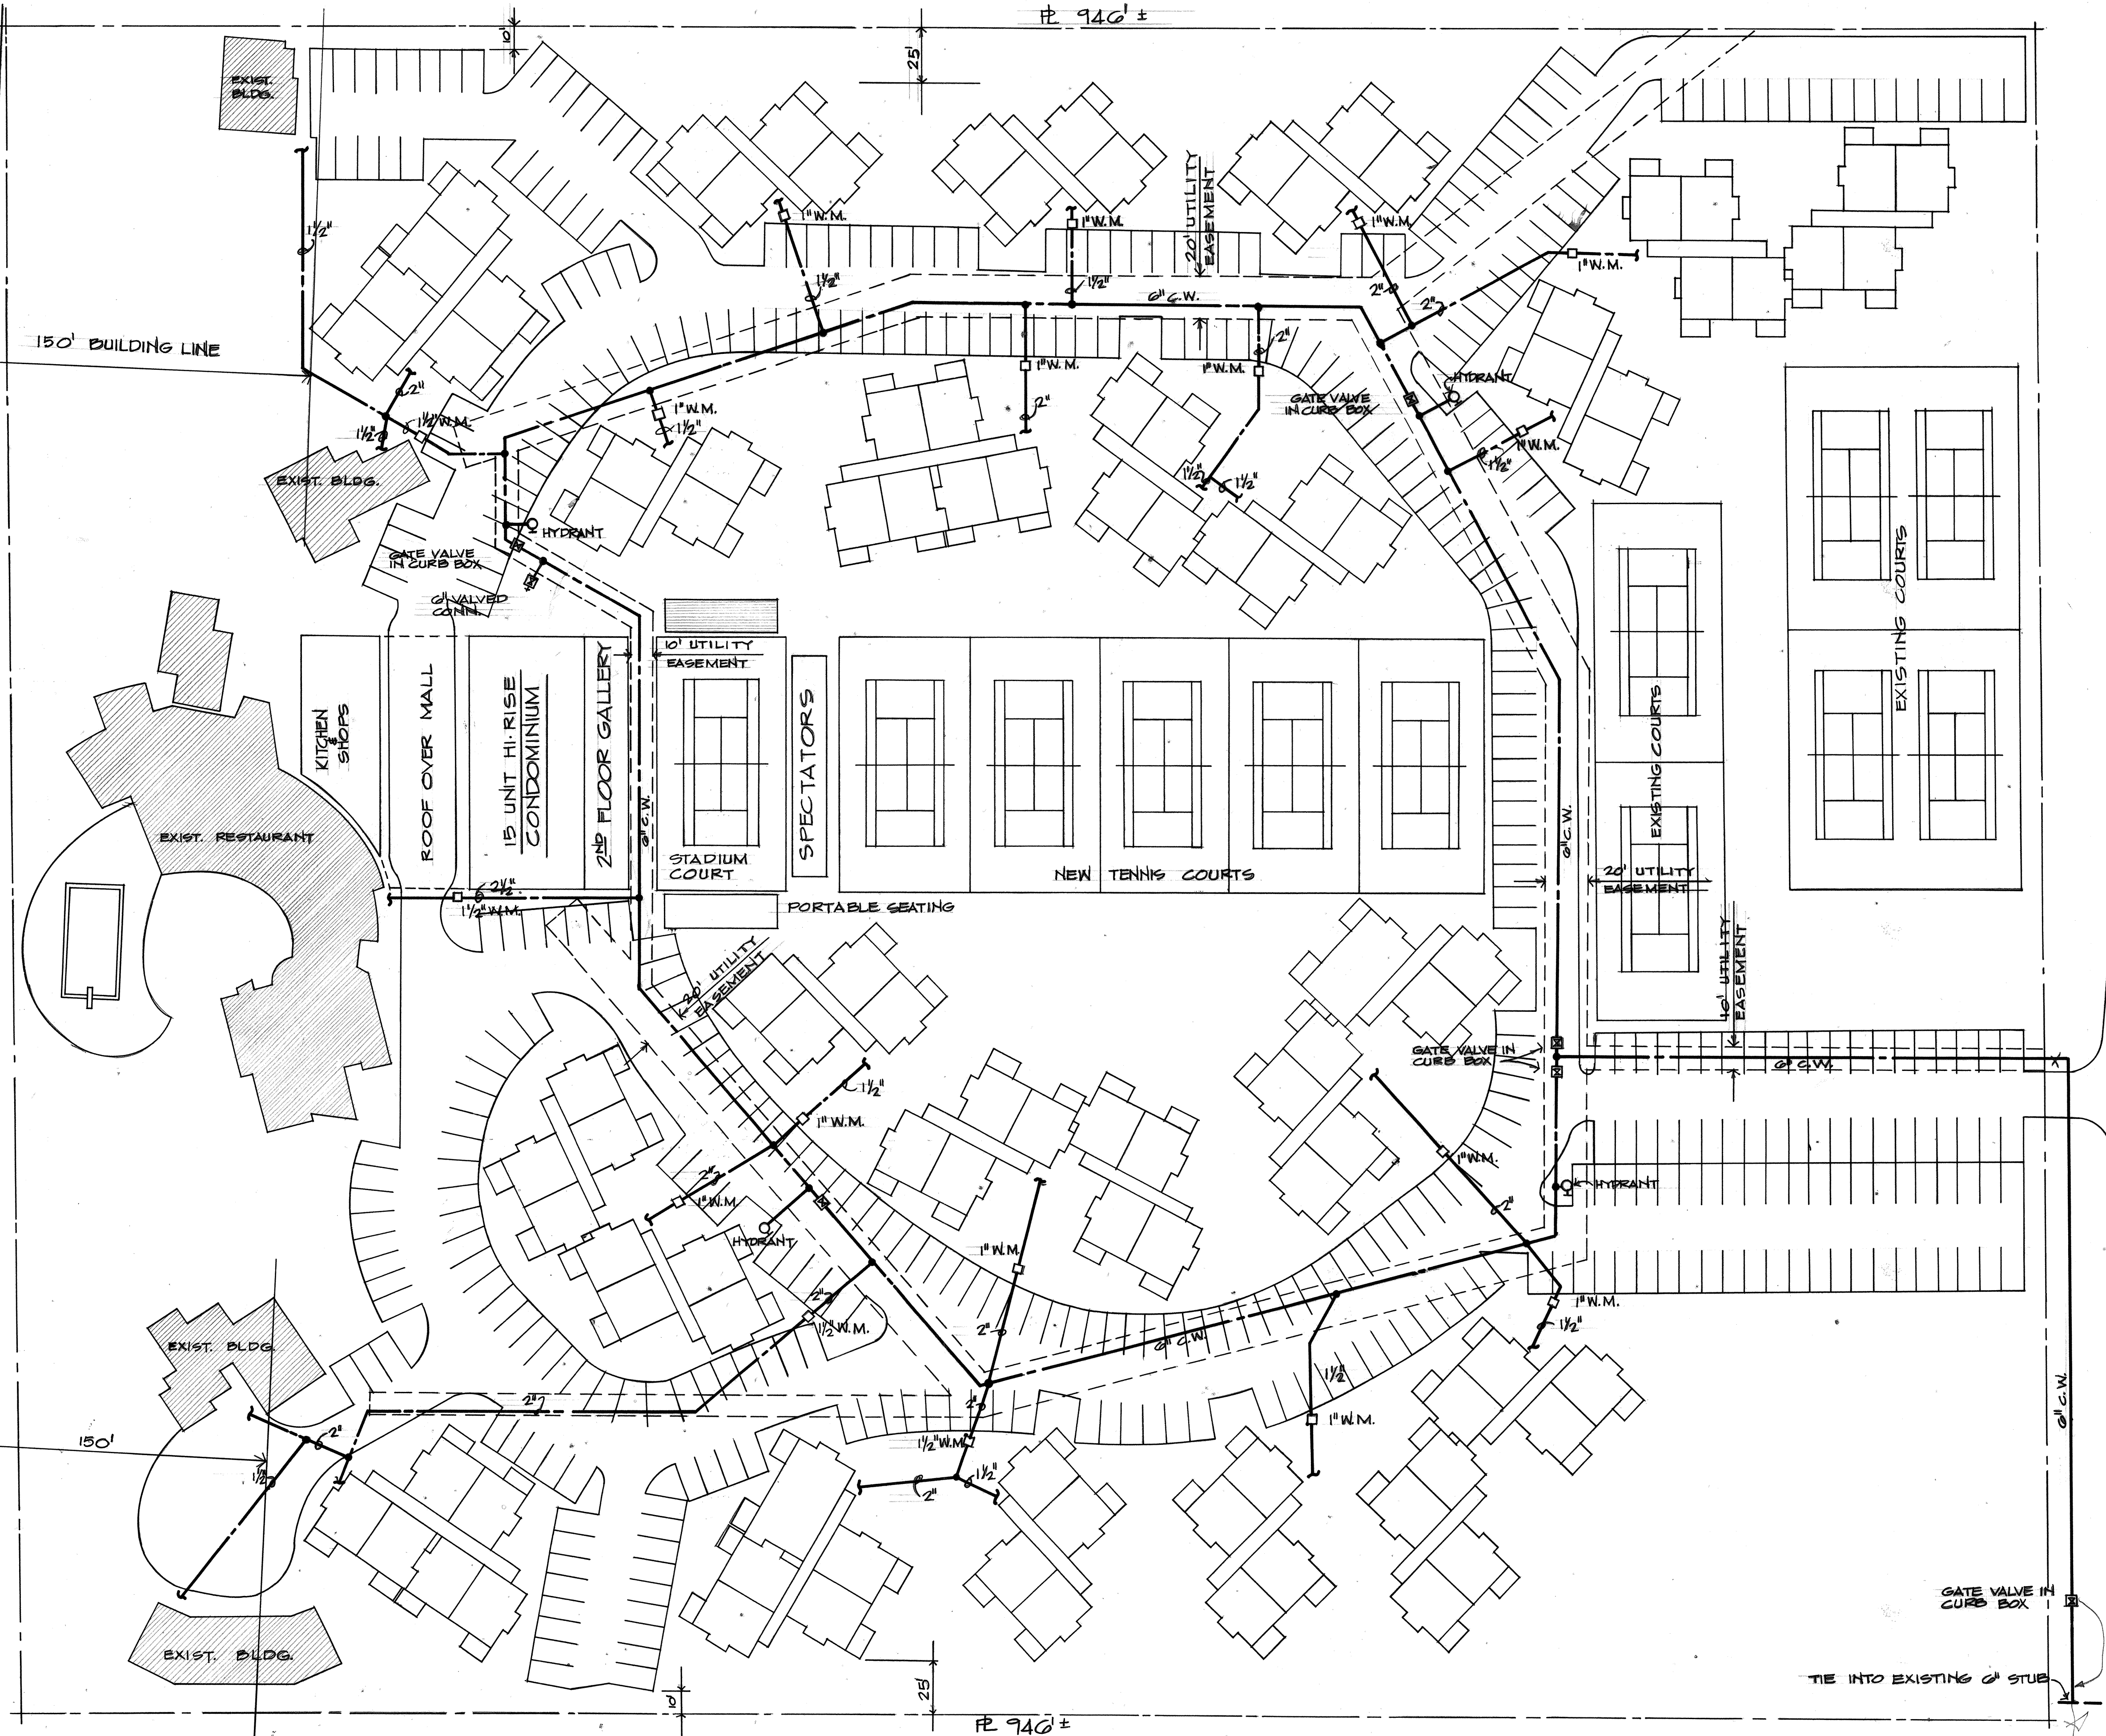 PL 946' ±
10'
25'
EXIST.
BLDG.
1½"
150' BUILDING LINE
2"
1½" W.M.
1½"
EXIST. BLDG.
1" W.M.
1½"
1" W.M.
1½"
20' UTILITY
EASEMENT
6" C.W.
1" W.M.
2"
2"
1" W.M.
1" W.M.
1½"
1" W.M.
2"
2"
1" W.M.
1½"
1½"
GATE VALVE
IN CURB BOX
HYDRANT
1" W.M.
1½"
HYDRANT
GATE VALVE
IN CURB BOX
6" VALVED
CONN.
10' UTILITY
EASEMENT
KITCHEN
&
SHOPS
ROOF OVER MALL
15 UNIT HI-RISE
CONDOMINIUM
2ND FLOOR GALLERY
6" C.W.
STADIUM
COURT
SPECTATORS
NEW TENNIS COURTS
PORTABLE SEATING
6" C.W.
EXISTING COURTS
EXISTING COURTS
20' UTILITY
EASEMENT
10' UTILITY
EASEMENT
EXIST. RESTAURANT
2½"
1½" W.M.
20' UTILITY
EASEMENT
GATE VALVE IN
CURB BOX
6" C.W.
1½"
1" W.M.
2"
1" W.M.
HYDRANT
1" W.M.
2"
HYDRANT
1" W.M.
2"
2"
1½" W.M.
6" C.W.
1" W.M.
1½"
1½"
1" W.M.
EXIST. BLDG.
2"
2"
1½" W.M.
1½"
2"
150'
2"
1½"
6" C.W.
GATE VALVE IN
CURB BOX
EXIST. BLDG.
TIE INTO EXISTING 6" STUB
10'
25'
PL 946' ±